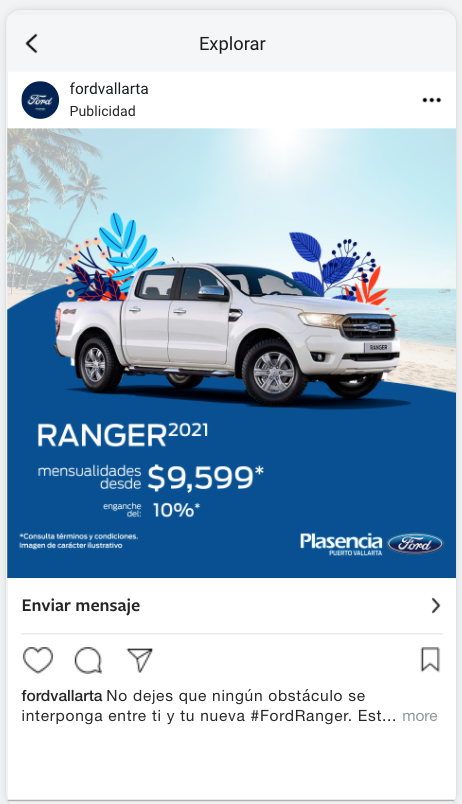 Explorar
Ford
fordvallarta
Publicidad
RANGER
RANGER2021
mensualidades
desde $9,599*
enganche
del: 10%*
*Consulta términos y condiciones.
Imagen de carácter ilustrativo
Plasencia Ford
PUERTO VALLARTA
Enviar mensaje
fordvallarta No dejes que ningún obstáculo se
interponga entre ti y tu nueva #FordRanger. Est... more